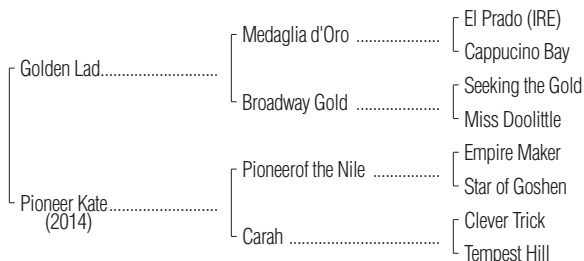 El Prado (IRE)
Medaglia d'Oro ....................
Cappucino Bay
Golden Lad............................
Seeking the Gold
Broadway Gold ....................
Miss Doolittle
Empire Maker
Pioneerof the Nile ................
Star of Goshen
Pioneer Kate..........................
(2014)
Clever Trick
Carah ....................................
Tempest Hill